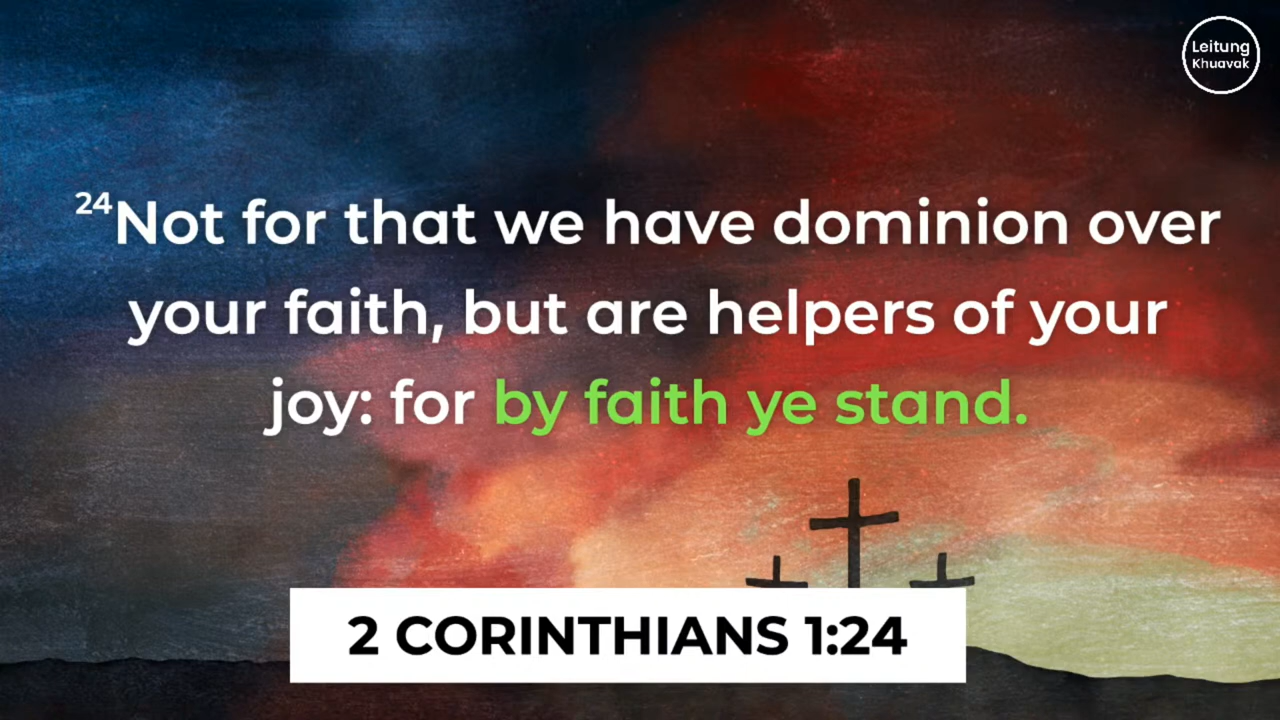 Leitung
Khuavak
24Not for that we have dominion over
your faith, but are helpers of your
joy: for by faith ye stand.
2 CORINTHIANS 1:24